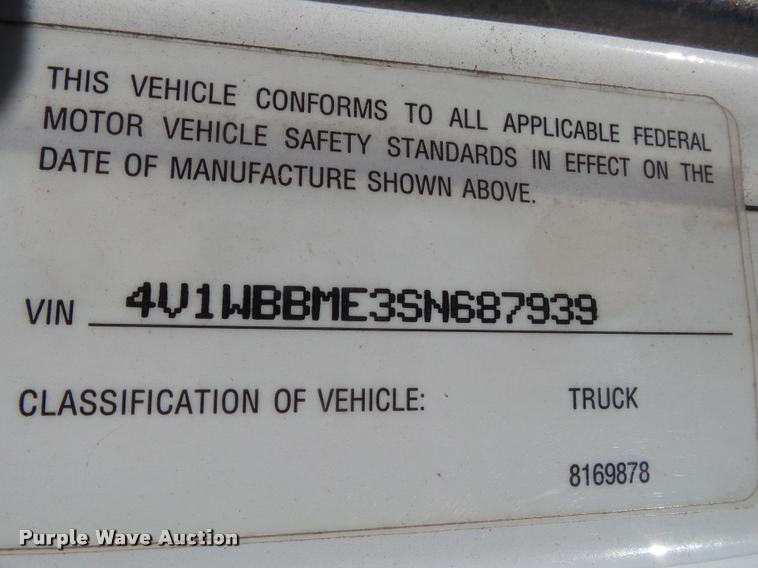 THIS VEHICLE CONFORMS TO ALL APPLICABLE FEDERAL
MOTOR VEHICLE SAFETY STANDARDS IN EFFECT ON THE
DATE OF MANUFACTURE SHOWN ABOVE.
VIN 4V1WBBME3SN687939
CLASSIFICATION OF VEHICLE: TRUCK
8169878
Purple Wave Auction